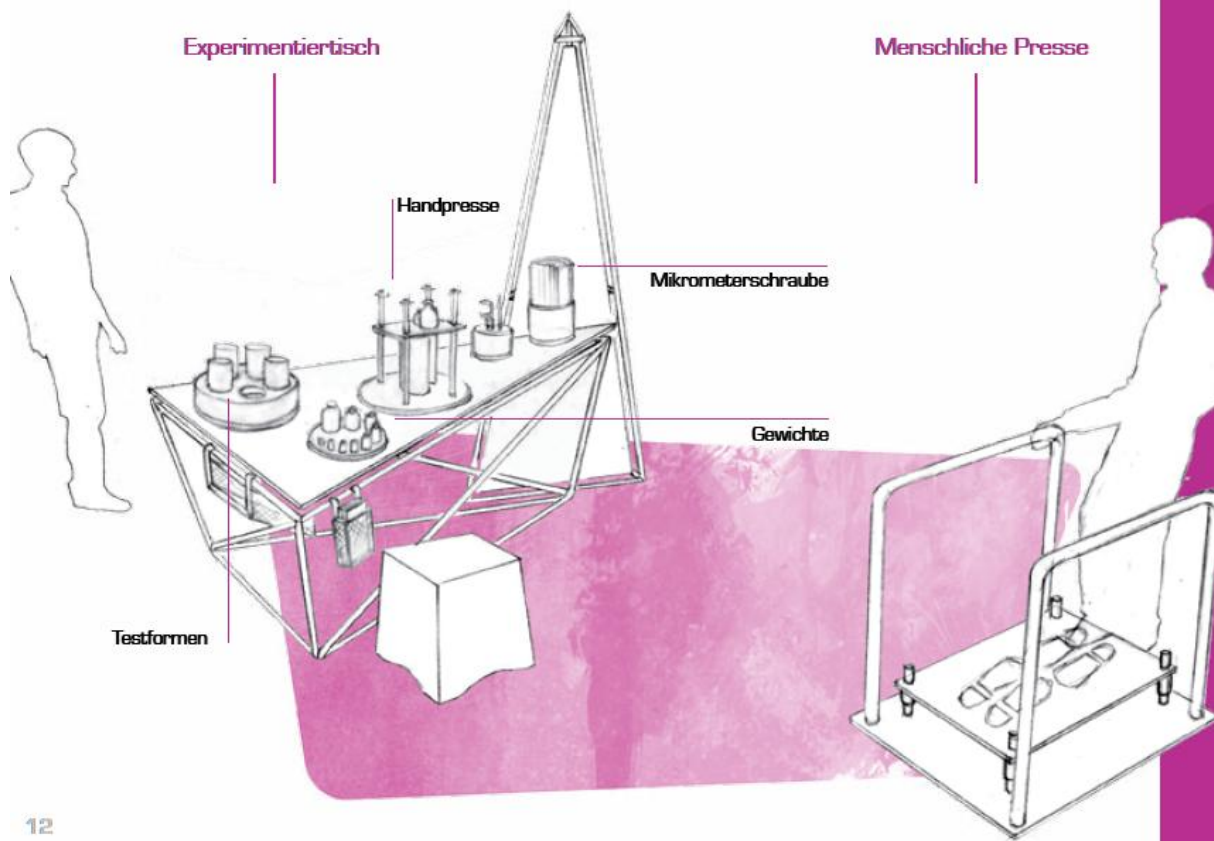 Experimentiertisch
Menschliche Presse
Handpresse
Mikrometerschraube
Gewichte
Testformen
12